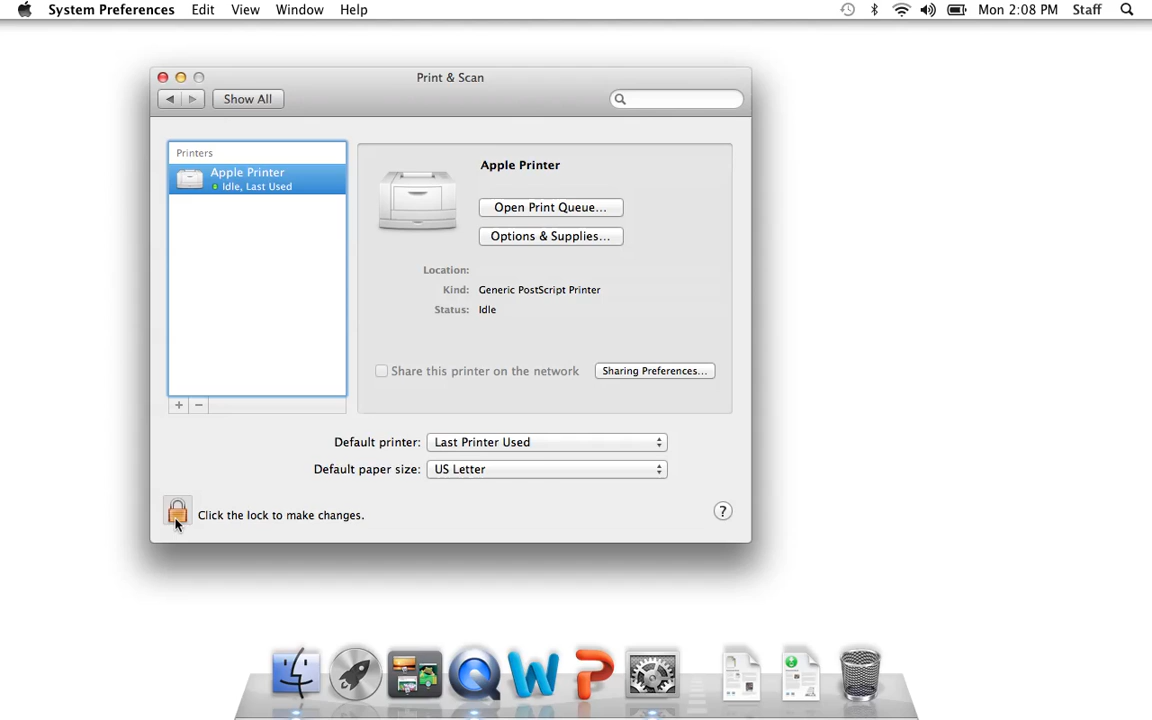 System Preferences Edit View Window Help Mon 2:08 PM Staff
Print & Scan
Show All
Printers
Apple Printer
Idle, Last Used
Apple Printer
Open Print Queue...
Options & Supplies...
Location:
Kind: Generic PostScript Printer
Status: Idle
Share this printer on the network Sharing Preferences...
+ −
Default printer: Last Printer Used
Default paper size: US Letter
Click the lock to make changes. ?
W P